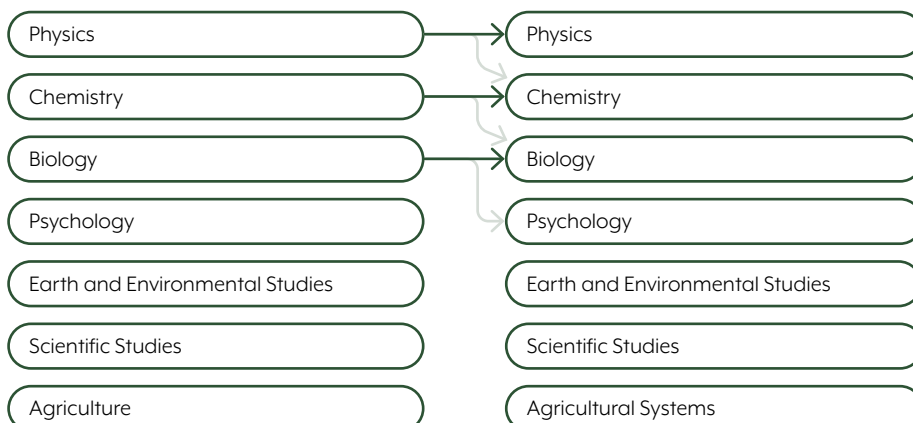 Physics
Physics
Chemistry
Chemistry
Biology
Biology
Psychology
Psychology
Earth and Environmental Studies
Earth and Environmental Studies
Scientific Studies
Scientific Studies
Agriculture
Agricultural Systems